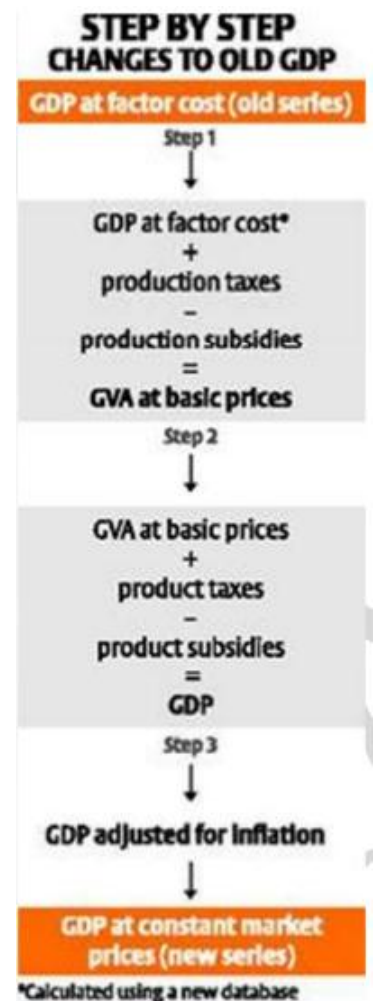 STEP BY STEP
CHANGES TO OLD GDP
GDP at factor cost (old series)
Step 1
GDP at factor cost*
+
production taxes
–
production subsidies
=
GVA at basic prices
Step 2
GVA at basic prices
+
product taxes
–
product subsidies
=
GDP
Step 3
GDP adjusted for inflation
GDP at constant market
prices (new series)
*Calculated using a new database